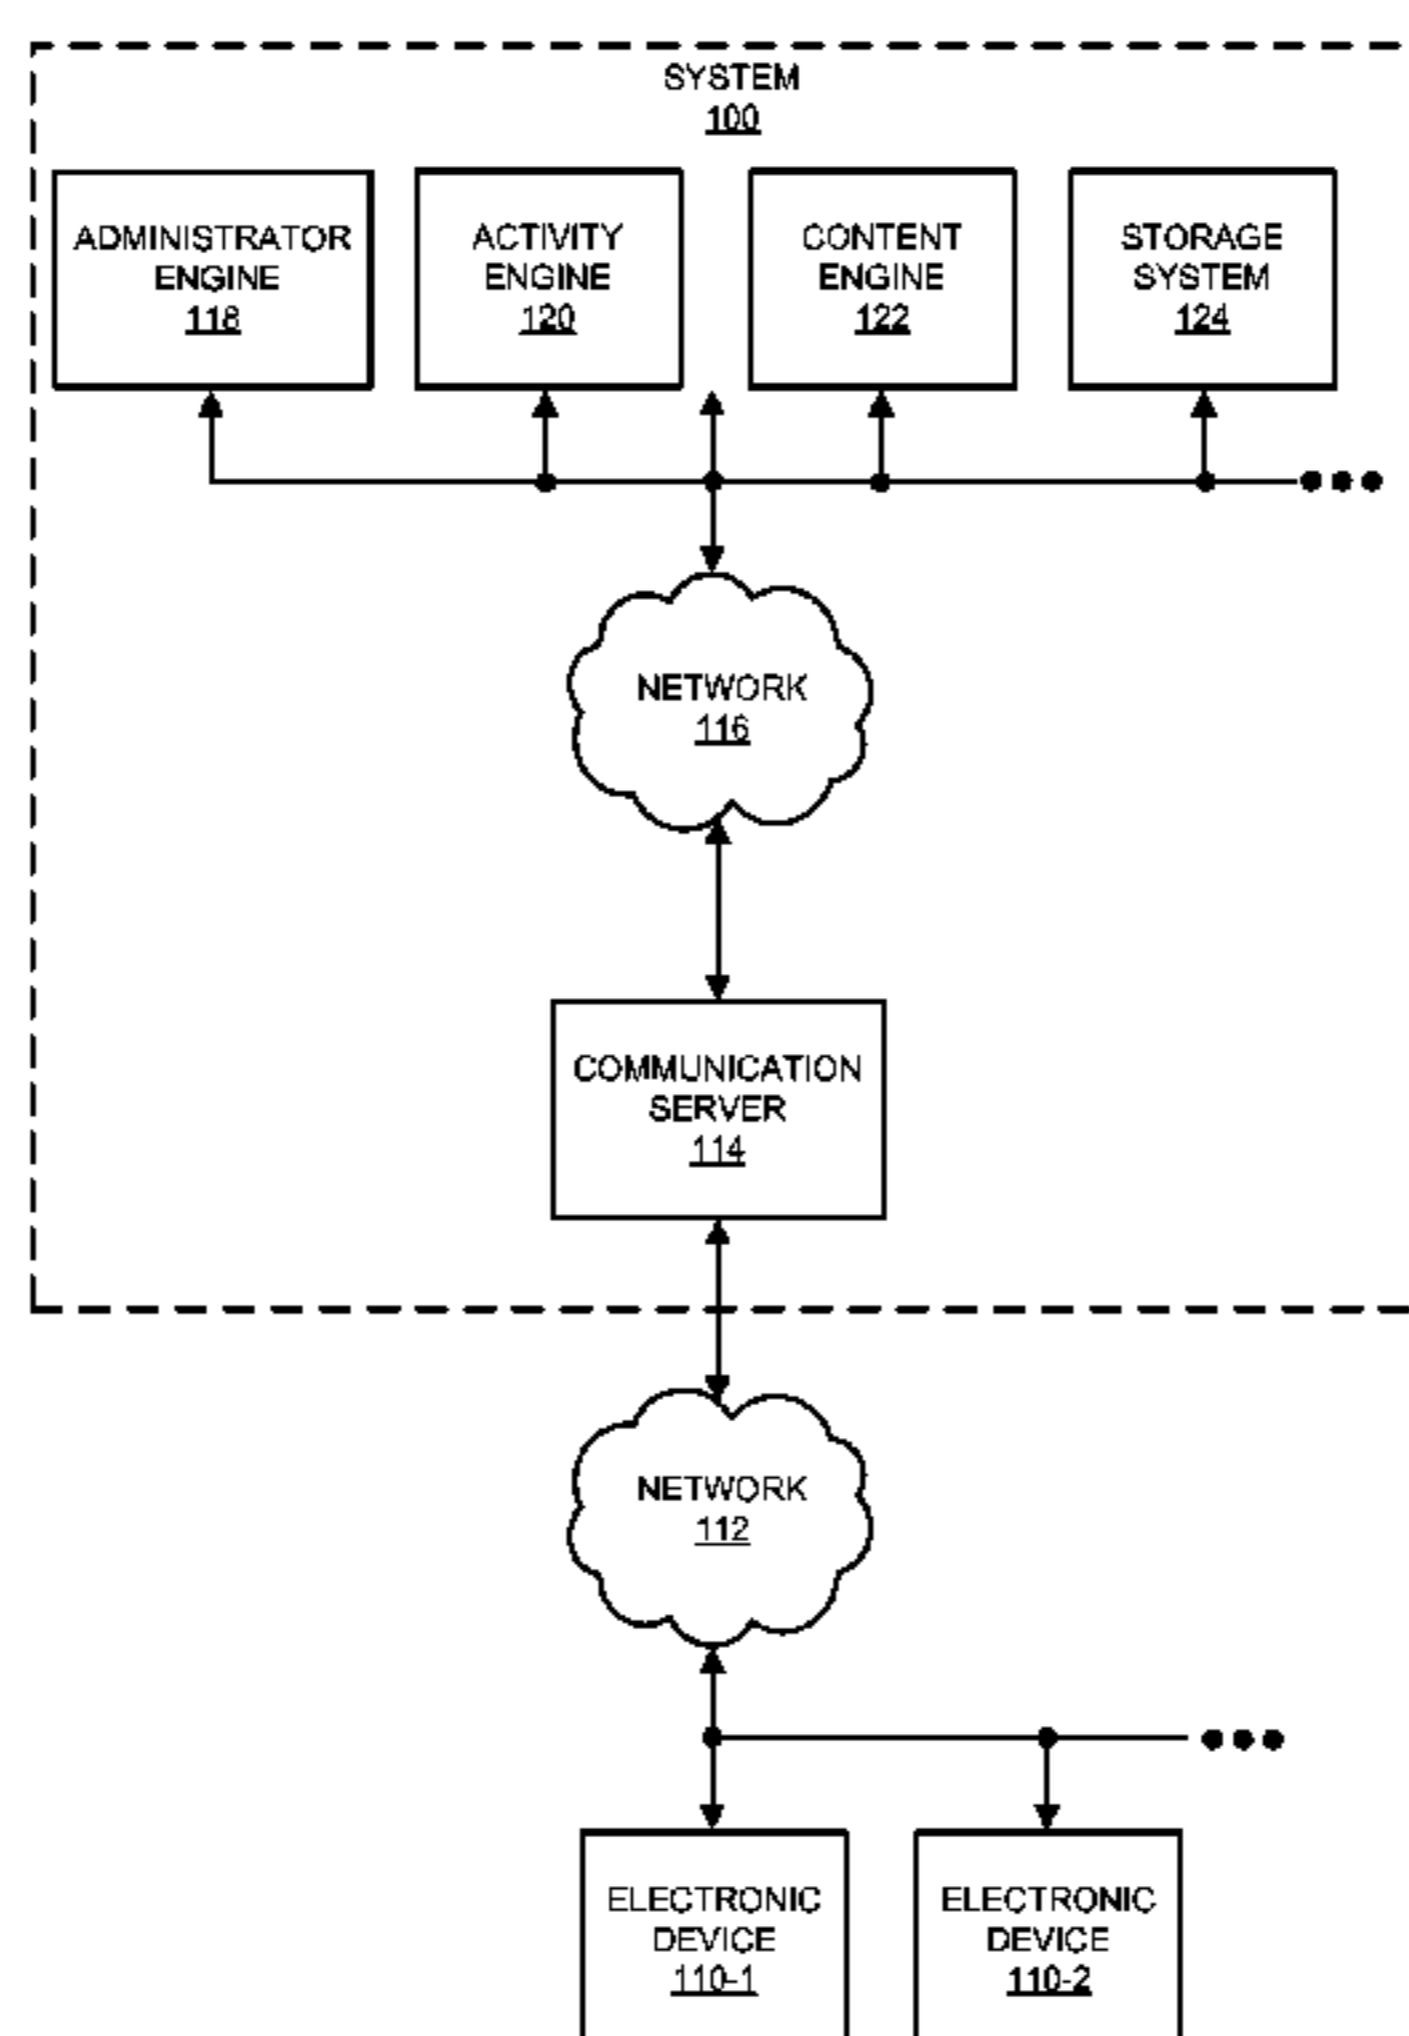 SYSTEM
100
ADMINISTRATOR
ENGINE
118
ACTIVITY
ENGINE
120
CONTENT
ENGINE
122
STORAGE
SYSTEM
124
NETWORK
116
COMMUNICATION
SERVER
114
NETWORK
112
ELECTRONIC
DEVICE
110-1
ELECTRONIC
DEVICE
110-2